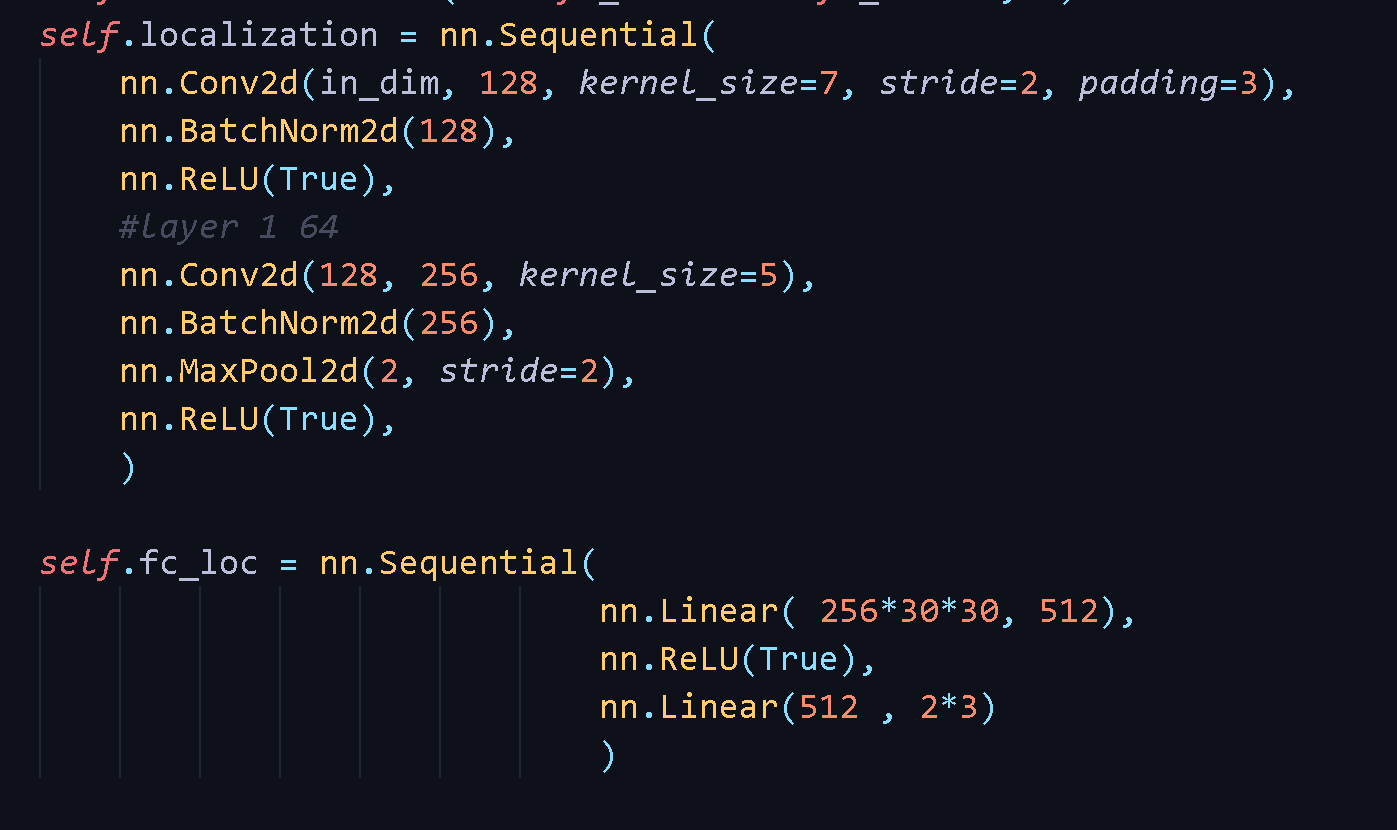 self.localization = nn.Sequential(
nn.Conv2d(in_dim, 128, kernel_size=7, stride=2, padding=3),
nn.BatchNorm2d(128),
nn.ReLU(True),
#layer 1 64
nn.Conv2d(128, 256, kernel_size=5),
nn.BatchNorm2d(256),
nn.MaxPool2d(2, stride=2),
nn.ReLU(True),
)
self.fc_loc = nn.Sequential(
nn.Linear( 256*30*30, 512),
nn.ReLU(True),
nn.Linear(512 , 2*3)
)